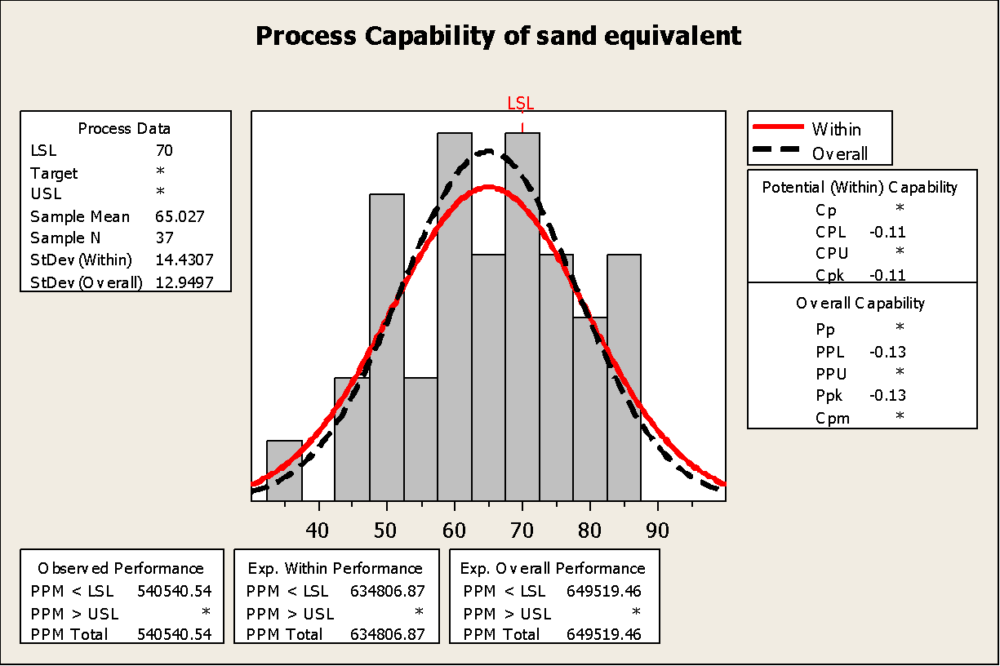 Process Capability of sand equivalent
LSL
Process Data
LSL 70
Target *
USL *
Sample Mean 65.027
Sample N 37
StDev (Within) 14.4307
StDev (Overall) 12.9497
Within
Overall
Potential (Within) Capability
Cp *
CPL -0.11
CPU *
Cpk -0.11
Overall Capability
Pp *
PPL -0.13
PPU *
Ppk -0.13
Cpm *
40 50 60 70 80 90
Observed Performance
PPM < LSL 540540.54
PPM > USL *
PPM Total 540540.54
Exp. Within Performance
PPM < LSL 634806.87
PPM > USL *
PPM Total 634806.87
Exp. Overall Performance
PPM < LSL 649519.46
PPM > USL *
PPM Total 649519.46